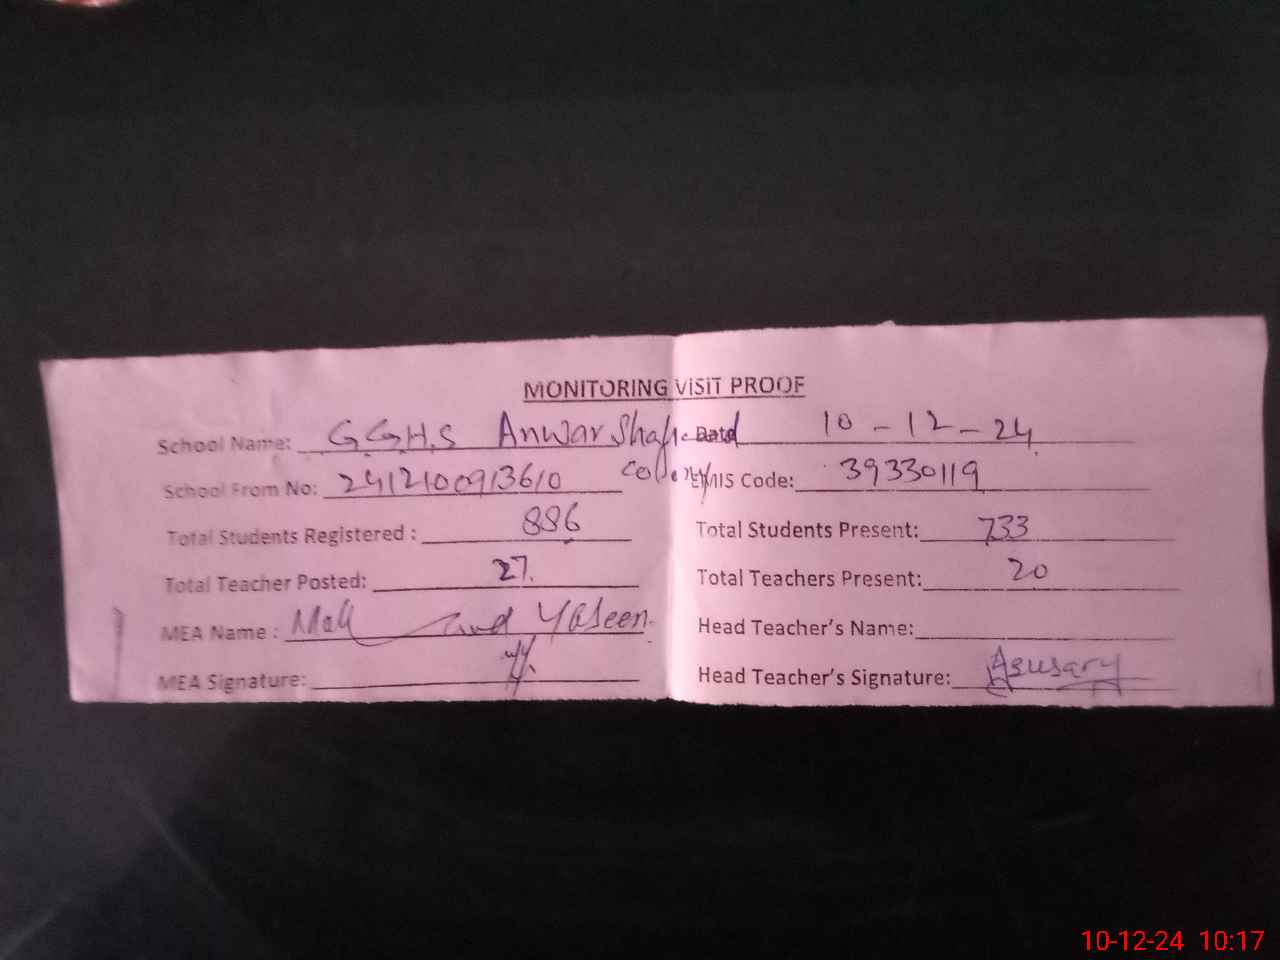 MONITORING VISIT PROOF
School Name: G.G.H.S Anwar Shah Date 10-12-24
Colony
School From No: 2412100913610 EMIS Code: 39330119
Total Students Registered : 886 Total Students Present: 733
Total Teacher Posted: 27. Total Teachers Present: 20
MEA Name : Yaseen. Head Teacher's Name:
MEA Signature: Head Teacher's Signature:
10-12-24 10:17